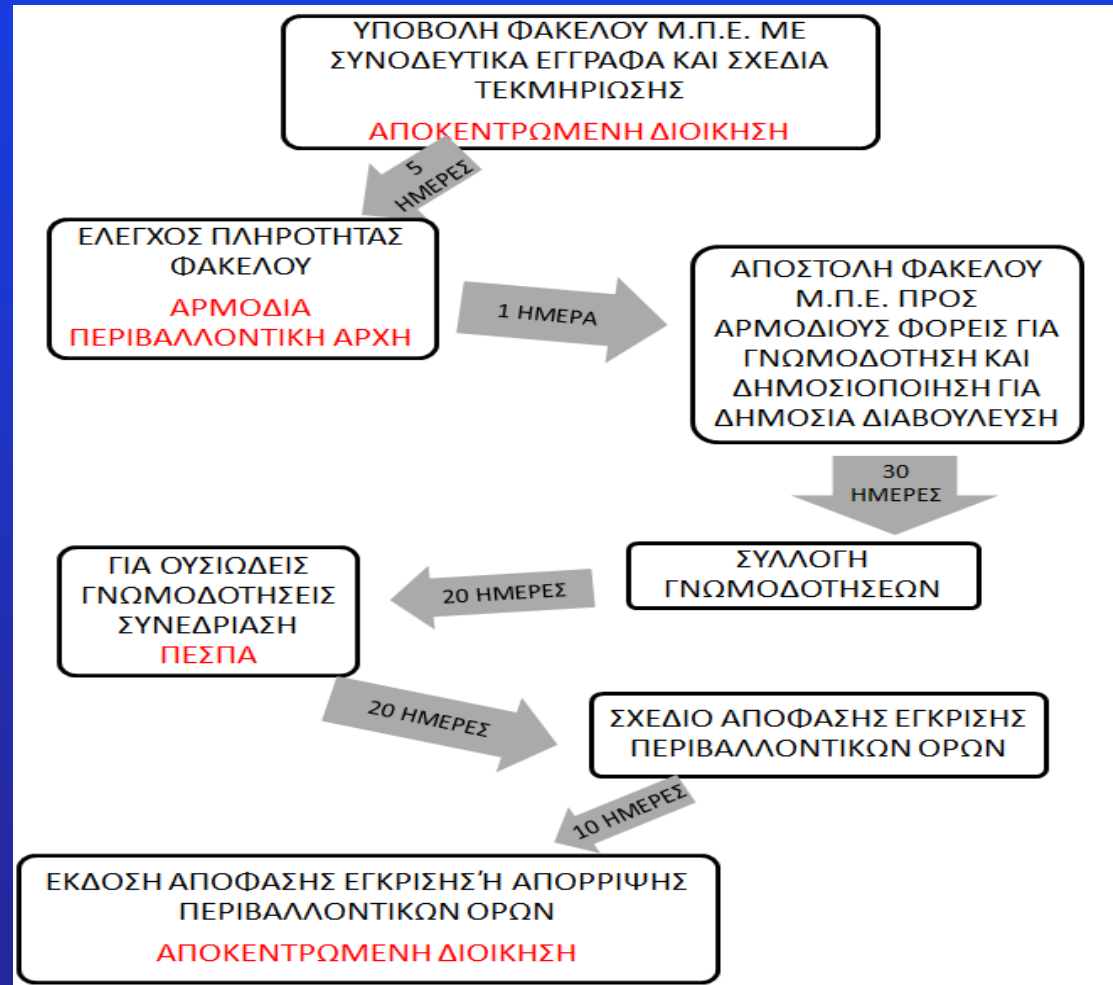 ΥΠΟΒΟΛΗ ΦΑΚΕΛΟΥ Μ.Π.Ε. ΜΕ
ΣΥΝΟΔΕΥΤΙΚΑ ΕΓΓΡΑΦΑ ΚΑΙ ΣΧΕΔΙΑ
ΤΕΚΜΗΡΙΩΣΗΣ
ΑΠΟΚΕΝΤΡΩΜΕΝΗ ΔΙΟΙΚΗΣΗ
5
ΗΜΕΡΕΣ
ΕΛΕΓΧΟΣ ΠΛΗΡΟΤΗΤΑΣ
ΦΑΚΕΛΟΥ
ΑΡΜΟΔΙΑ
ΠΕΡΙΒΑΛΛΟΝΤΙΚΗ ΑΡΧΗ
1 ΗΜΕΡΑ
ΑΠΟΣΤΟΛΗ ΦΑΚΕΛΟΥ
Μ.Π.Ε. ΠΡΟΣ
ΑΡΜΟΔΙΟΥΣ ΦΟΡΕΙΣ ΓΙΑ
ΓΝΩΜΟΔΟΤΗΣΗ ΚΑΙ
ΔΗΜΟΣΙΟΠΟΙΗΣΗ ΓΙΑ
ΔΗΜΟΣΙΑ ΔΙΑΒΟΥΛΕΥΣΗ
30
ΗΜΕΡΕΣ
ΣΥΛΛΟΓΗ
ΓΝΩΜΟΔΟΤΗΣΕΩΝ
20 ΗΜΕΡΕΣ
ΓΙΑ ΟΥΣΙΩΔΕΙΣ
ΓΝΩΜΟΔΟΤΗΣΕΙΣ
ΣΥΝΕΔΡΙΑΣΗ
ΠΕΣΠΑ
20 ΗΜΕΡΕΣ
ΣΧΕΔΙΟ ΑΠΟΦΑΣΗΣ ΕΓΚΡΙΣΗΣ
ΠΕΡΙΒΑΛΛΟΝΤΙΚΩΝ ΟΡΩΝ
10 ΗΜΕΡΕΣ
ΕΚΔΟΣΗ ΑΠΟΦΑΣΗΣ ΕΓΚΡΙΣΗΣ Ή ΑΠΟΡΡΙΨΗΣ
ΠΕΡΙΒΑΛΛΟΝΤΙΚΩΝ ΟΡΩΝ
ΑΠΟΚΕΝΤΡΩΜΕΝΗ ΔΙΟΙΚΗΣΗ